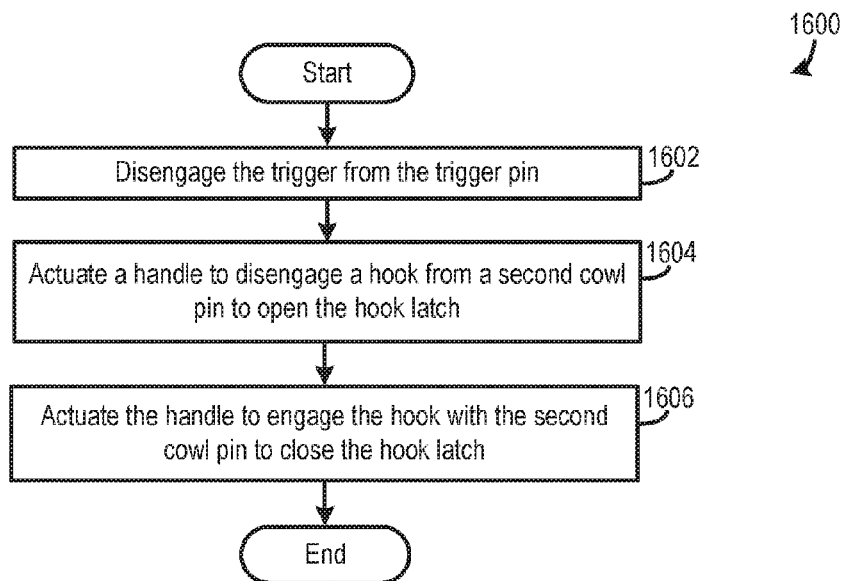 1600
Start
Disengage the trigger from the trigger pin
1602
Actuate a handle to disengage a hook from a second cowl
pin to open the hook latch
1604
Actuate the handle to engage the hook with the second
cowl pin to close the hook latch
1606
End